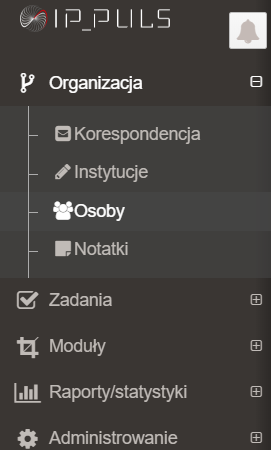 IP_PULS
Organizacja
Korespondencja
Instytucje
Osoby
Notatki
Zadania
Moduły
Raporty/statystyki
Administrowanie